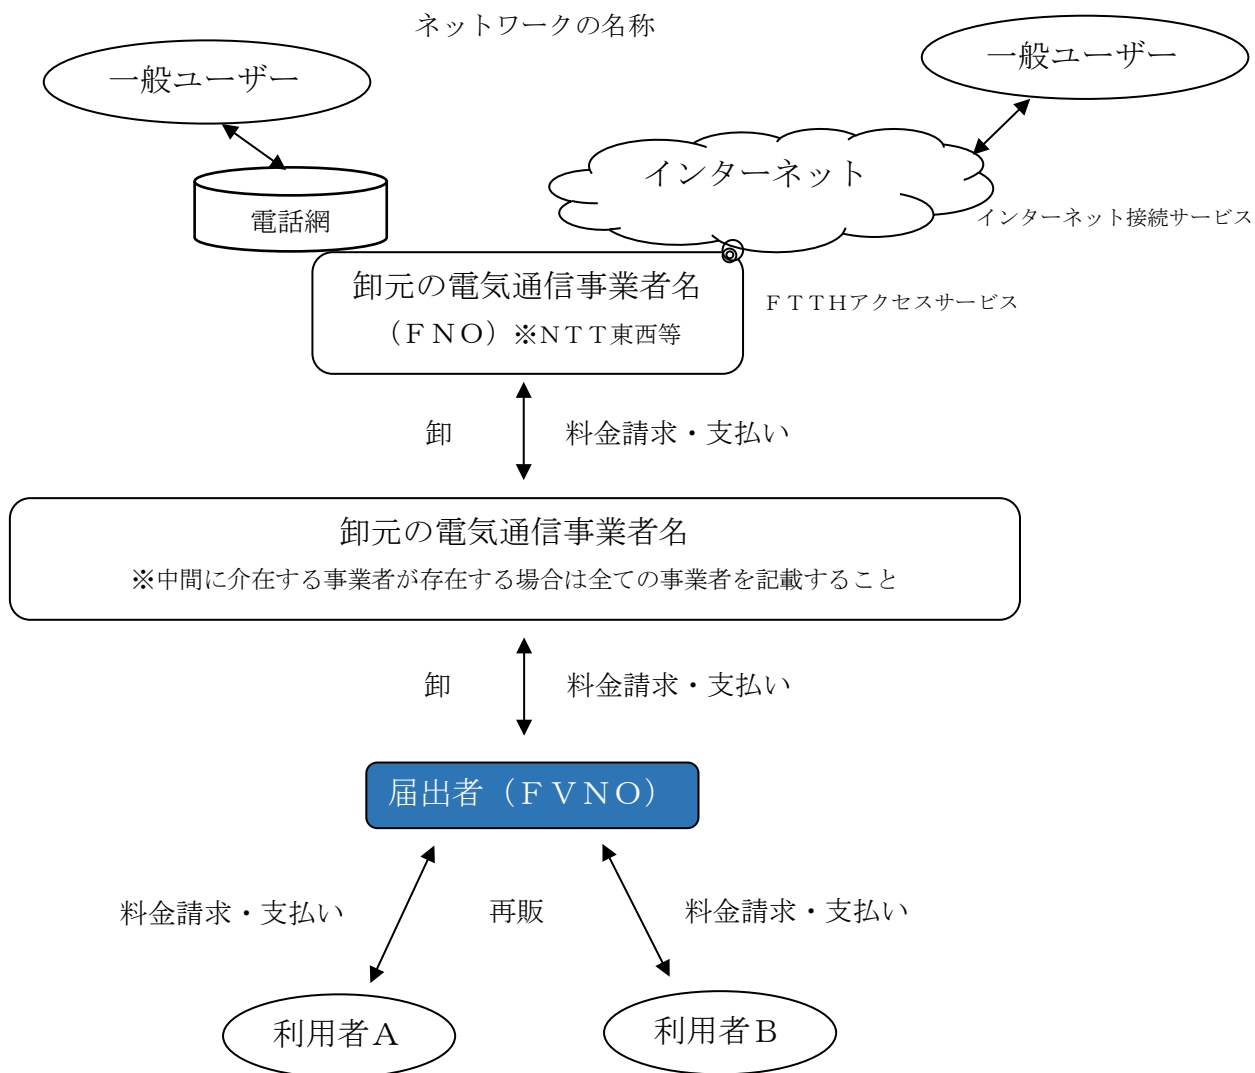 ネットワークの名称
一般ユーザー
一般ユーザー
インターネット
電話網
インターネット接続サービス
卸元の電気通信事業者名
（ＦＮＯ）※ＮＴＴ東西等
ＦＴＴＨアクセスサービス
卸
料金請求・支払い
卸元の電気通信事業者名
※中間に介在する事業者が存在する場合は全ての事業者を記載すること
卸
料金請求・支払い
届出者（ＦＶＮＯ）
料金請求・支払い
再販
料金請求・支払い
利用者Ａ
利用者Ｂ